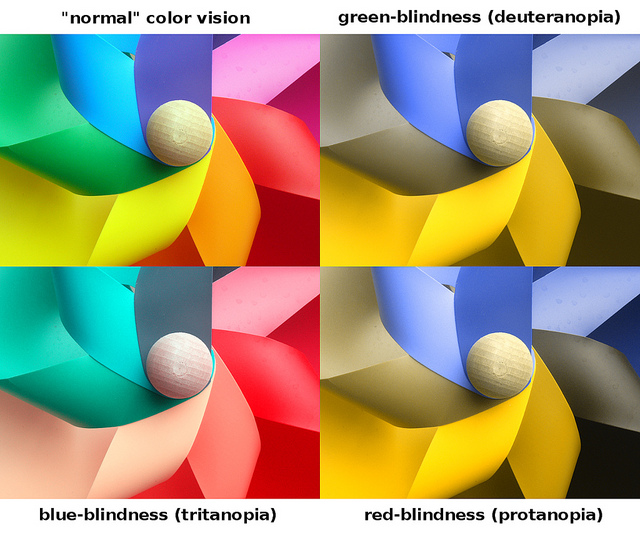 "normal" color vision
green-blindness (deuteranopia)
blue-blindness (tritanopia)
red-blindness (protanopia)